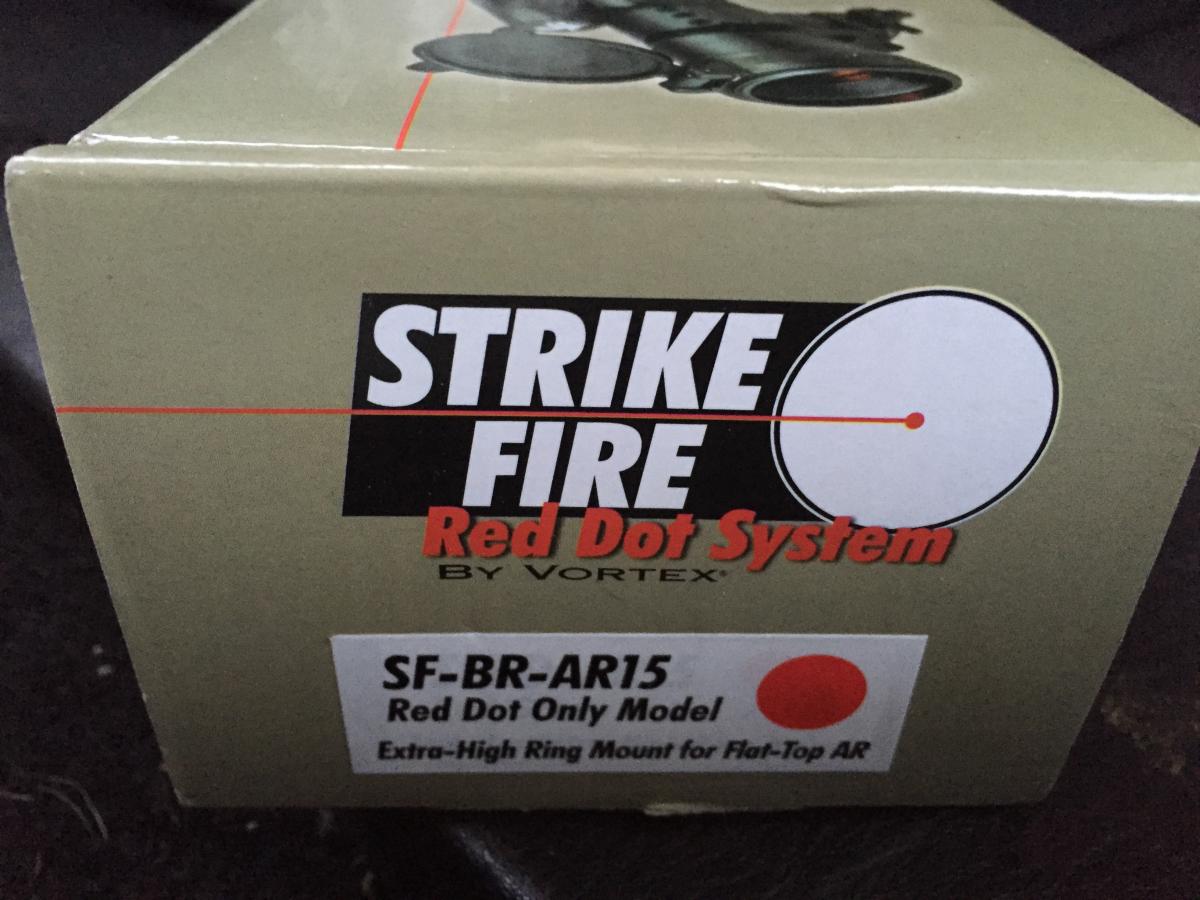 STRIKE
FIRE
Red Dot System
BY VORTEX®
SF-BR-AR15
Red Dot Only Model
Extra-High Ring Mount for Flat-Top AR